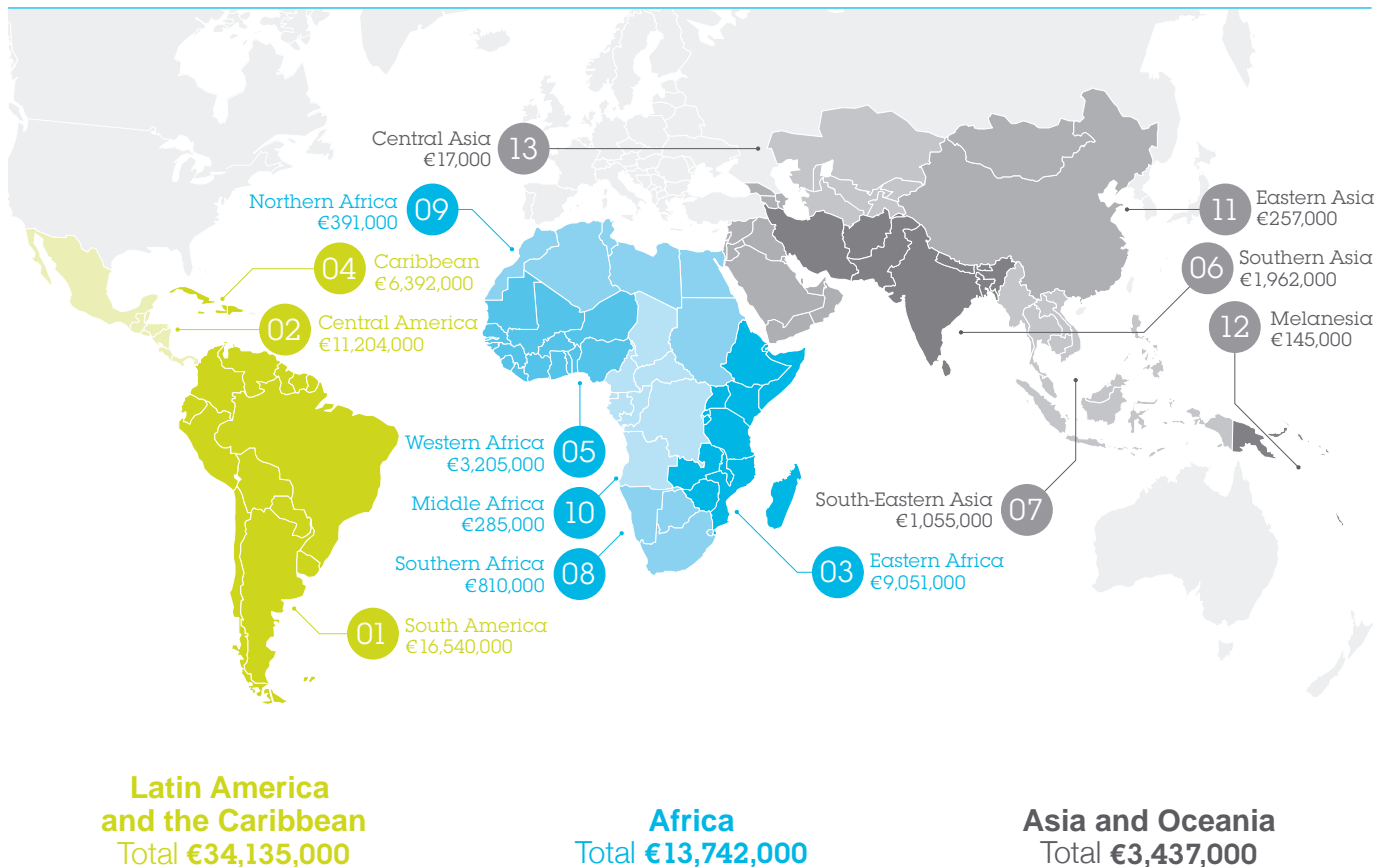 Central Asia
€17,000
13
Northern Africa
€391,000
09
04
Caribbean
€6,392,000
02
Central America
€11,204,000
11
Eastern Asia
€257,000
06
Southern Asia
€1,962,000
12
Melanesia
€145,000
Western Africa
€3,205,000
05
Middle Africa
€285,000
10
Southern Africa
€810,000
08
South-Eastern Asia
€1,055,000
07
03
Eastern Africa
€9,051,000
01
South America
€16,540,000
Latin America
and the Caribbean
Total €34,135,000
Africa
Total €13,742,000
Asia and Oceania
Total €3,437,000